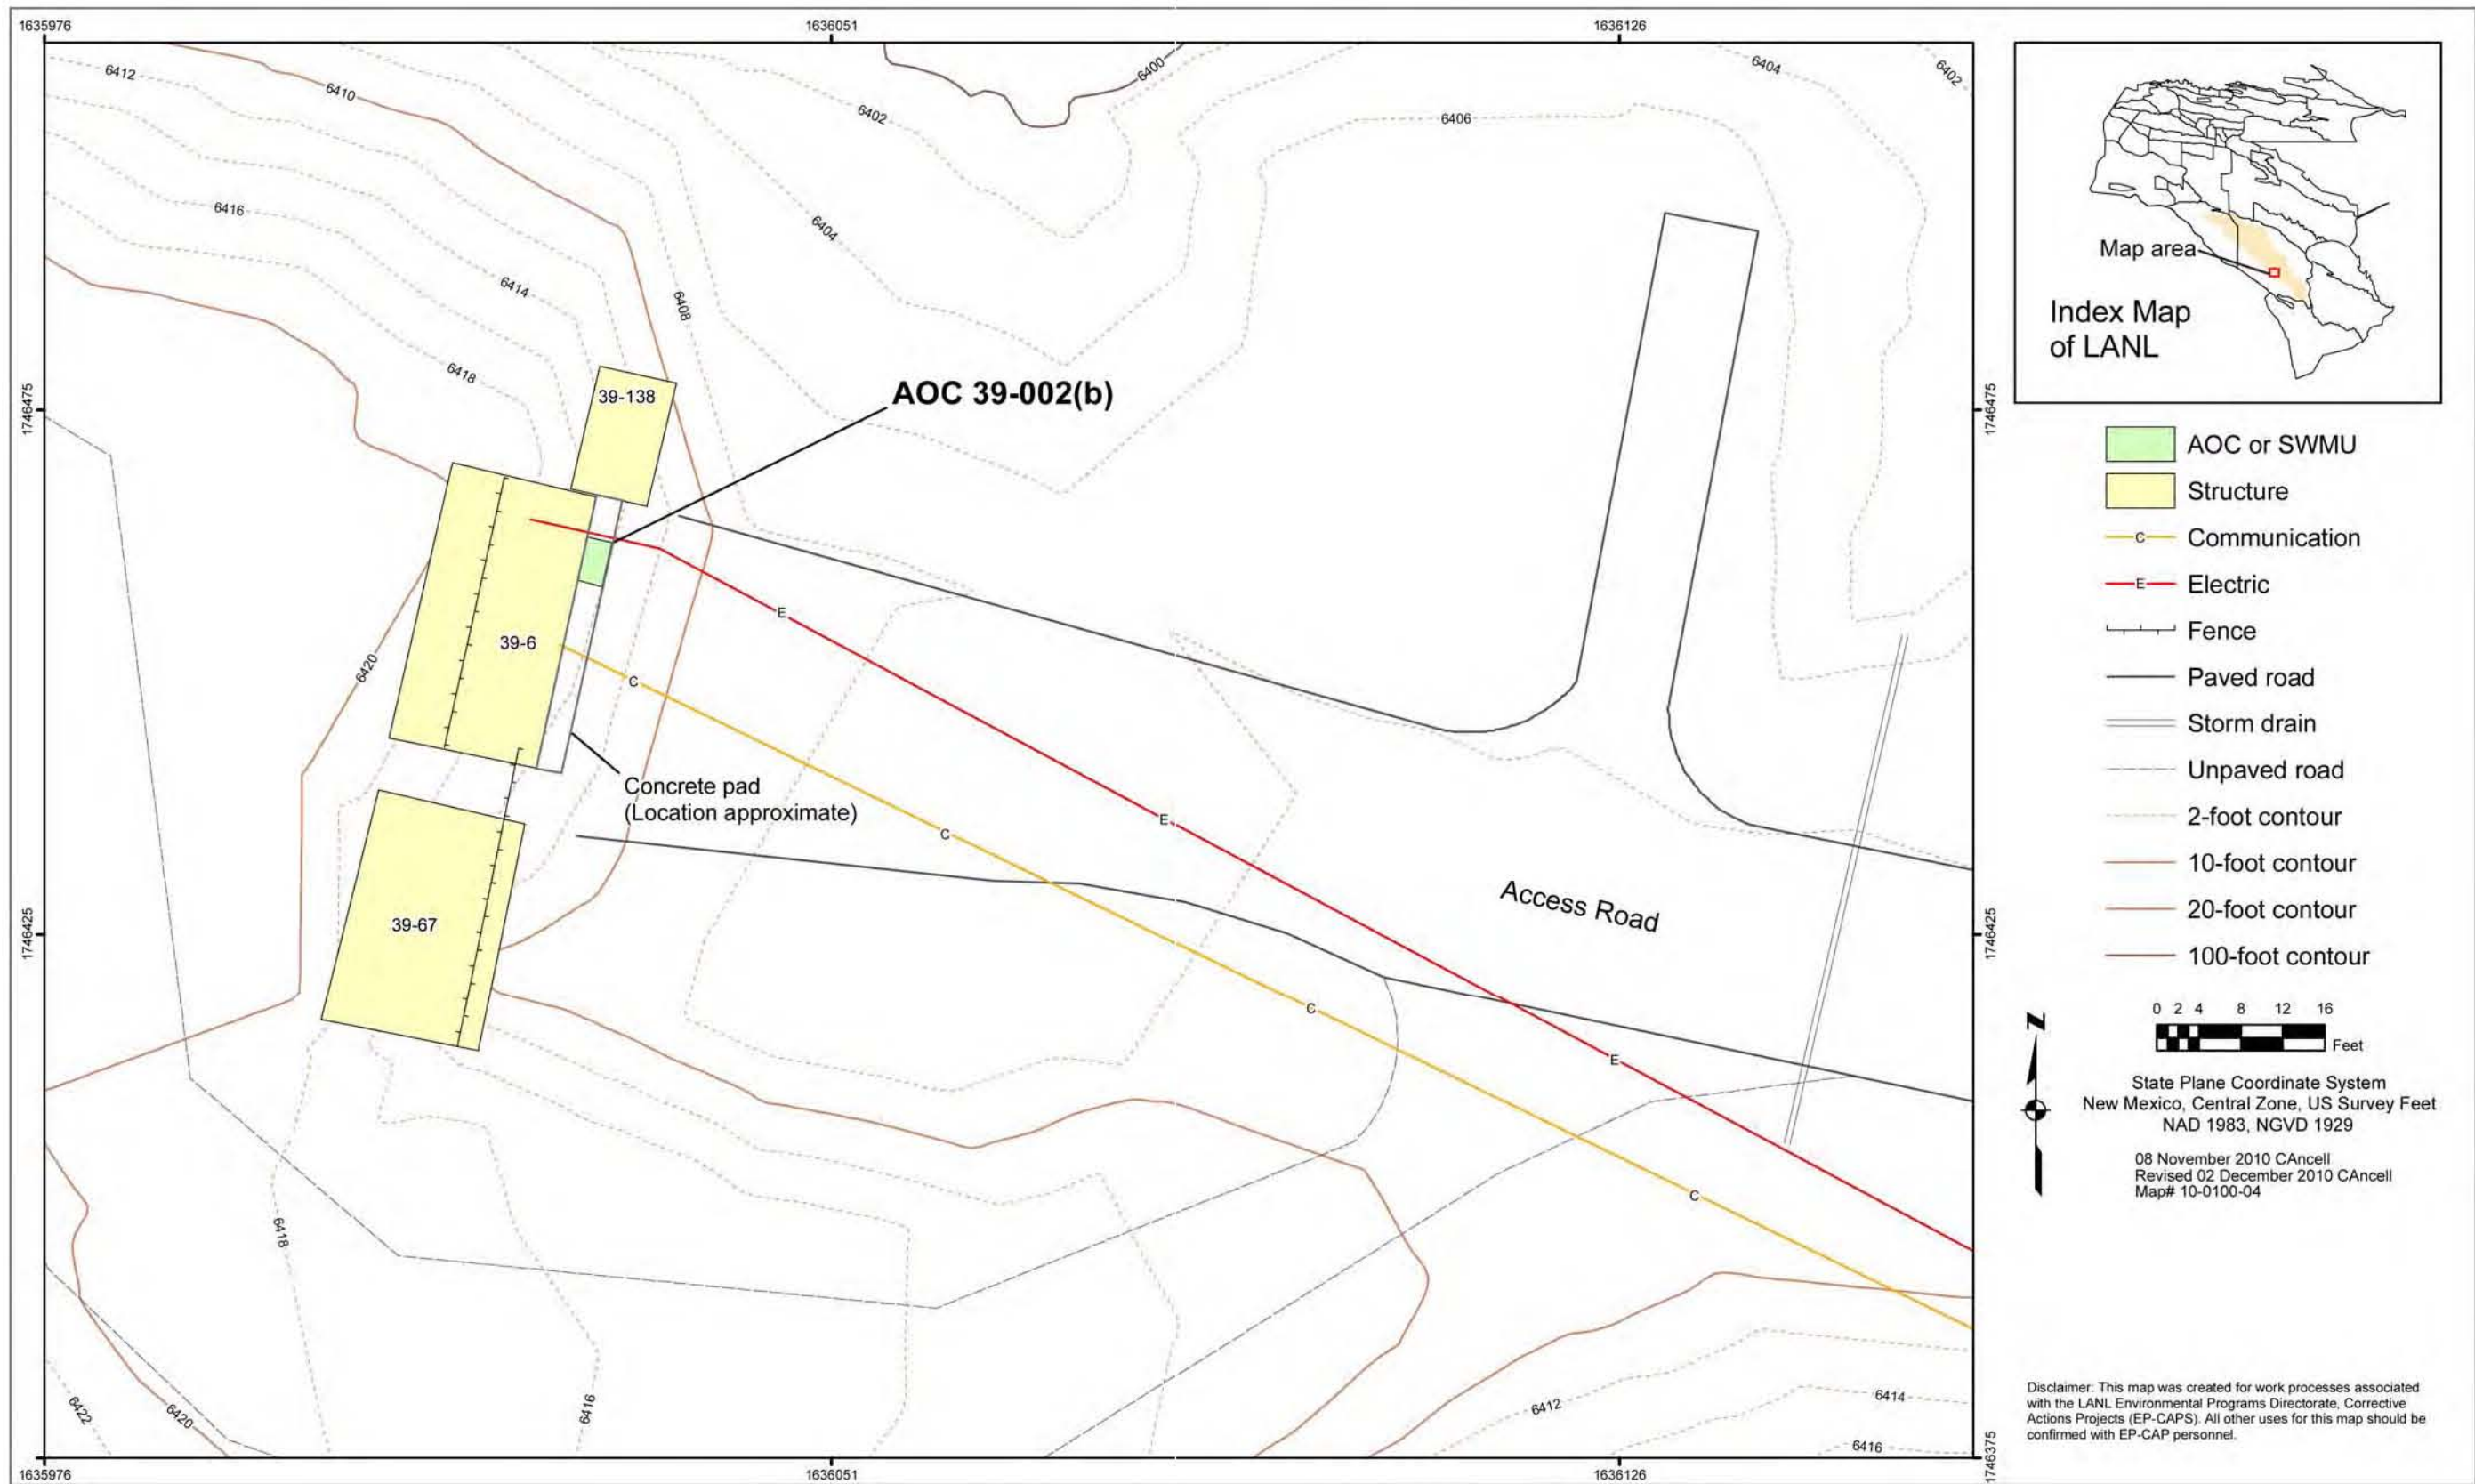 1635976
1636051
1636126
6412
6410
6400
6402
6404
6402
6406
6416
6404
6414
6408
6418
1746475
1746475
39-138
AOC 39-002(b)
E
39-6
6420
C
Concrete pad
(Location approximate)
E
C
Access Road
39-67
1746425
1746425
C
E
C
6418
6422
6420
6416
6412
6414
6416
1635976
1636051
1636126
1746375
Map area
Index Map
of LANL
AOC or SWMU
Structure
C Communication
E Electric
Fence
Paved road
Storm drain
Unpaved road
2-foot contour
10-foot contour
20-foot contour
100-foot contour
N
0 2 4 8 12 16
Feet
State Plane Coordinate System
New Mexico, Central Zone, US Survey Feet
NAD 1983, NGVD 1929
08 November 2010 CAncell
Revised 02 December 2010 CAncell
Map# 10-0100-04
Disclaimer: This map was created for work processes associated
with the LANL Environmental Programs Directorate, Corrective
Actions Projects (EP-CAPS). All other uses for this map should be
confirmed with EP-CAP personnel.